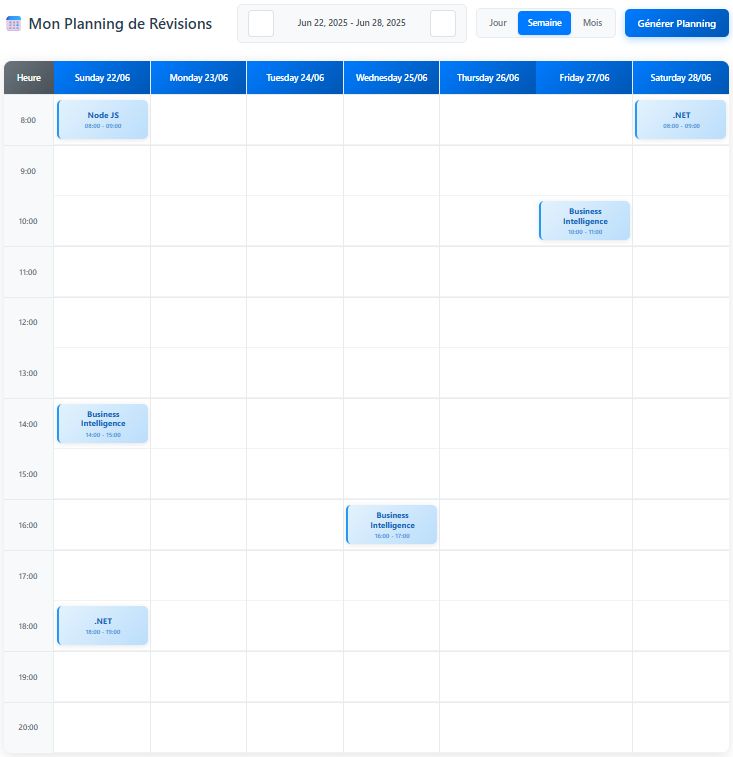 Mon Planning de Révisions
Jun 22, 2025 - Jun 28, 2025
Jour
Semaine
Mois
Générer Planning
Heure
Sunday 22/06
Monday 23/06
Tuesday 24/06
Wednesday 25/06
Thursday 26/06
Friday 27/06
Saturday 28/06
8:00
Node JS
08:00 - 09:00
.NET
08:00 - 09:00
9:00
10:00
Business
Intelligence
10:00 - 11:00
11:00
12:00
13:00
14:00
Business
Intelligence
14:00 - 15:00
15:00
16:00
Business
Intelligence
16:00 - 17:00
17:00
18:00
.NET
18:00 - 19:00
19:00
20:00